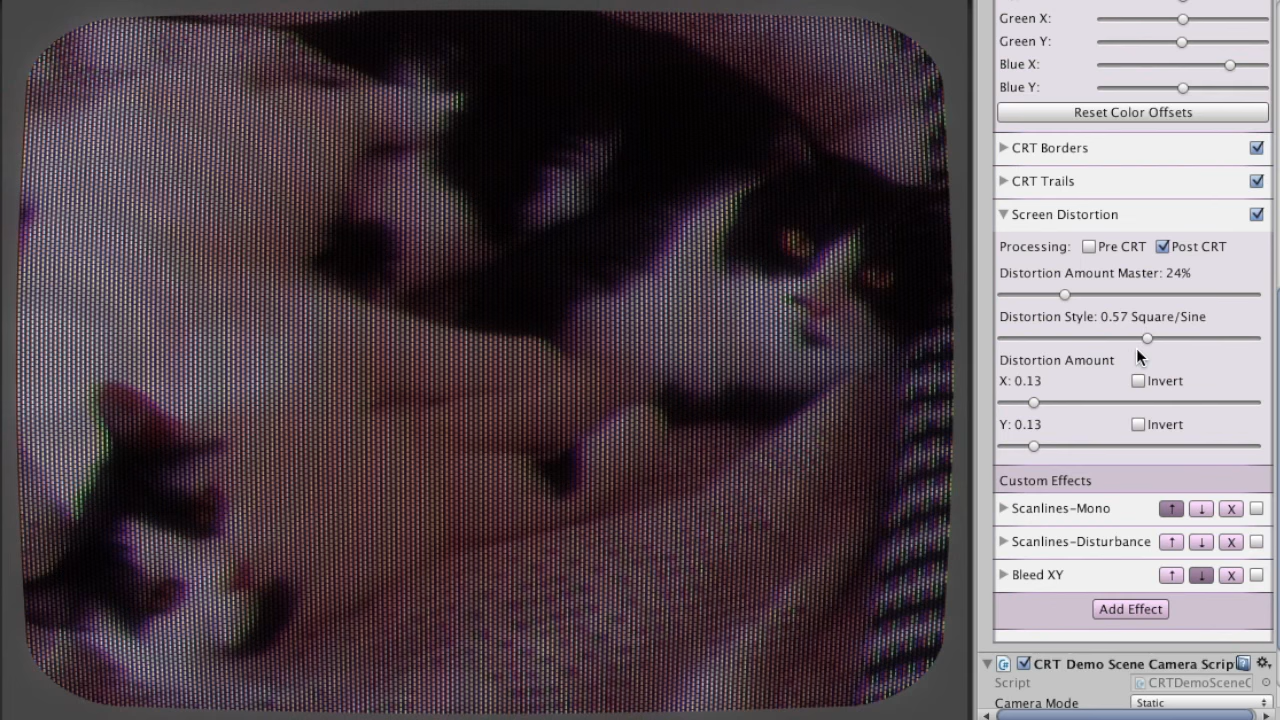 Green X:
Green Y:
Blue X:
Blue Y:
Reset Color Offsets
CRT Borders
CRT Trails
Screen Distortion
Processing: Pre CRT Post CRT
Distortion Amount Master: 24%
Distortion Style: 0.57 Square/Sine
Distortion Amount
X: 0.13 Invert
Y: 0.13 Invert
Custom Effects
Scanlines-Mono ↑ ↓ X
Scanlines-Disturbance ↑ ↓ X
Bleed XY ↑ ↓ X
Add Effect
CRT Demo Scene Camera Scrip
Script CRTDemoSceneC
Camera Mode Static